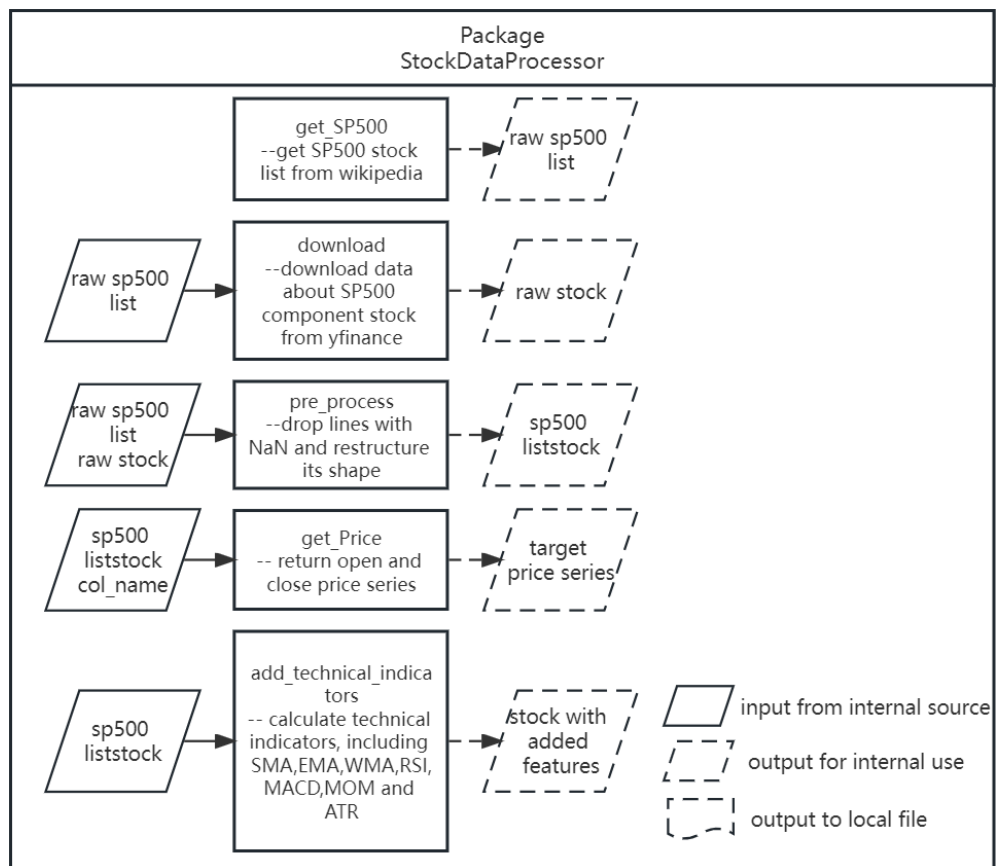 Package
StockDataProcessor
get_SP500
--get SP500 stock
list from wikipedia
raw sp500
list
raw sp500
list
download
--download data
about SP500
component stock
from yfinance
raw stock
raw sp500
list
raw stock
pre_process
--drop lines with
NaN and restructure
its shape
sp500
liststock
sp500
liststock
col_name
get_Price
-- return open and
close price series
target
price series
sp500
liststock
add_technical_indica
tors
-- calculate technical
indicators, including
SMA,EMA,WMA,RSI,
MACD,MOM and
ATR
stock with
added
features
input from internal source
output for internal use
output to local file